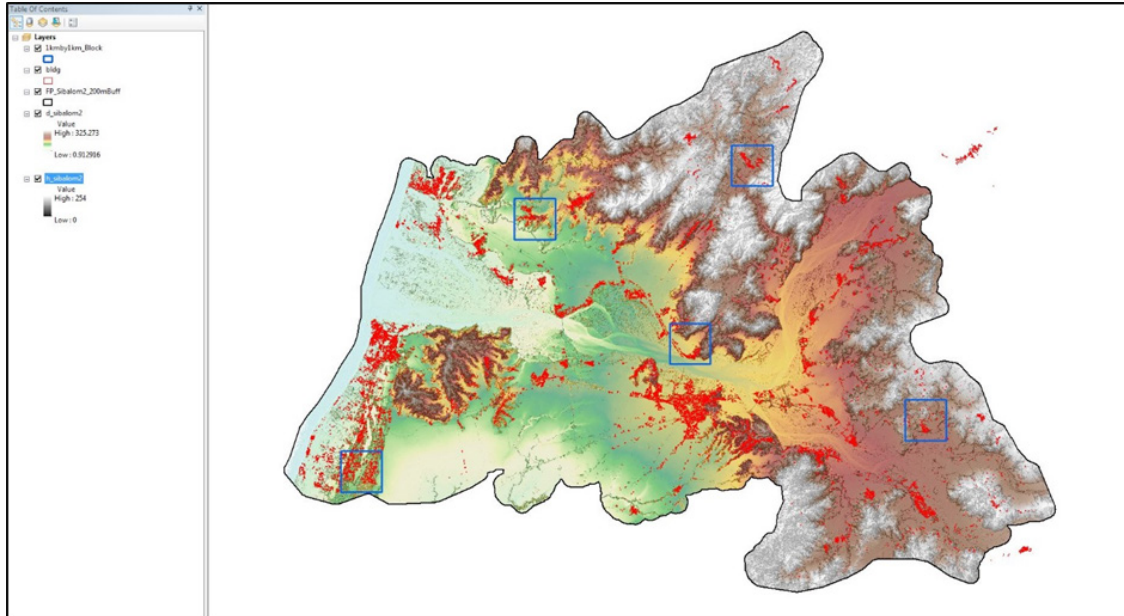 Table Of Contents
Layers
1kmby1km_Block
bldg
FP_Sibalom2_200mBuff
d_sibalom2
Value
High : 325.273
Low : 0.912916
h_sibalom2
Value
High : 254
Low : 0